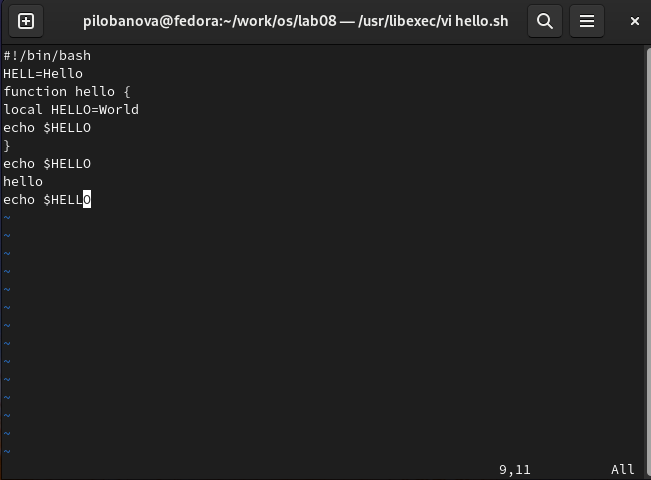 pilobanova@fedora:~/work/os/lab08 — /usr/libexec/vi hello.sh
#!/bin/bash
HELL=Hello
function hello {
local HELLO=World
echo $HELLO
}
echo $HELLO
hello
echo $HELLO
~
~
~
~
~
~
~
~
~
~
~
~
~
~
9,11 All